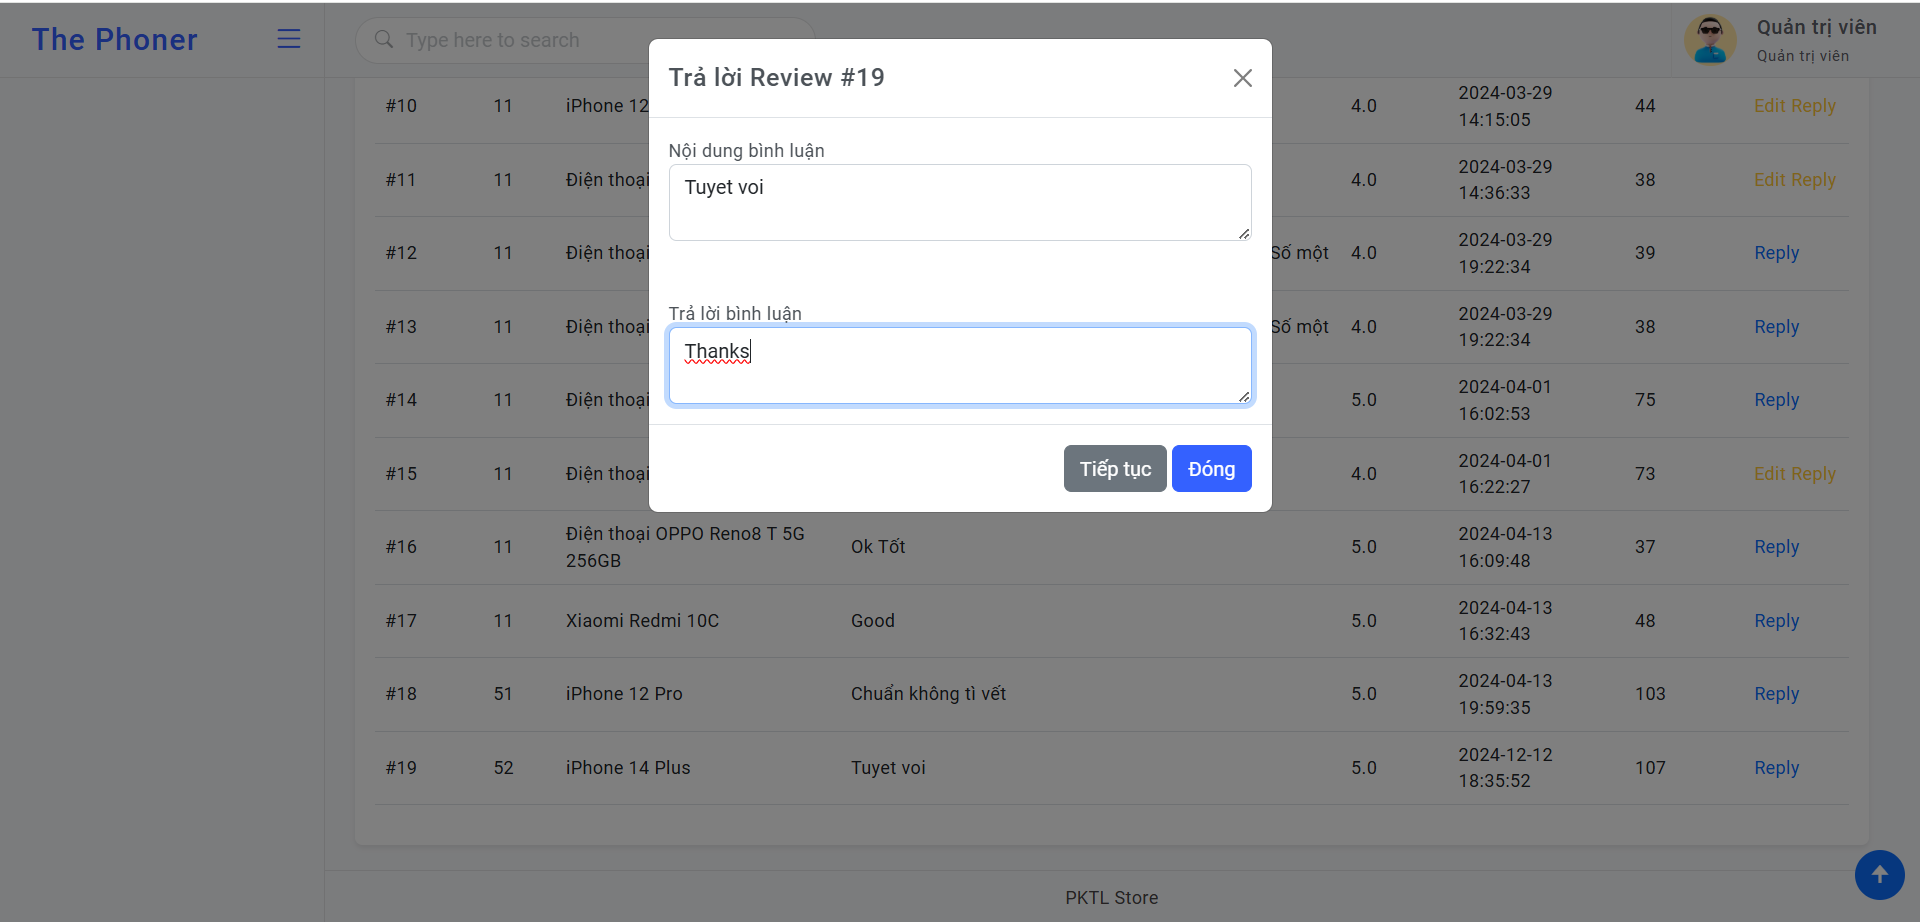 The Phoner
Type here to search
Quản trị viên
Quản trị viên
Trả lời Review #19
Nội dung bình luận
Tuyet voi
Trả lời bình luận
Thanks
Tiếp tục Đóng
#10 11 iPhone 12 4.0 2024-03-29 14:15:05 44 Edit Reply
#11 11 Điện thoại 4.0 2024-03-29 14:36:33 38 Edit Reply
#12 11 Điện thoại Số một 4.0 2024-03-29 19:22:34 39 Reply
#13 11 Điện thoại Số một 4.0 2024-03-29 19:22:34 38 Reply
#14 11 Điện thoại 5.0 2024-04-01 16:02:53 75 Reply
#15 11 Điện thoại 4.0 2024-04-01 16:22:27 73 Edit Reply
#16 11 Điện thoại OPPO Reno8 T 5G 256GB Ok Tốt 5.0 2024-04-13 16:09:48 37 Reply
#17 11 Xiaomi Redmi 10C Good 5.0 2024-04-13 16:32:43 48 Reply
#18 51 iPhone 12 Pro Chuẩn không tì vết 5.0 2024-04-13 19:59:35 103 Reply
#19 52 iPhone 14 Plus Tuyet voi 5.0 2024-12-12 18:35:52 107 Reply
PKTL Store